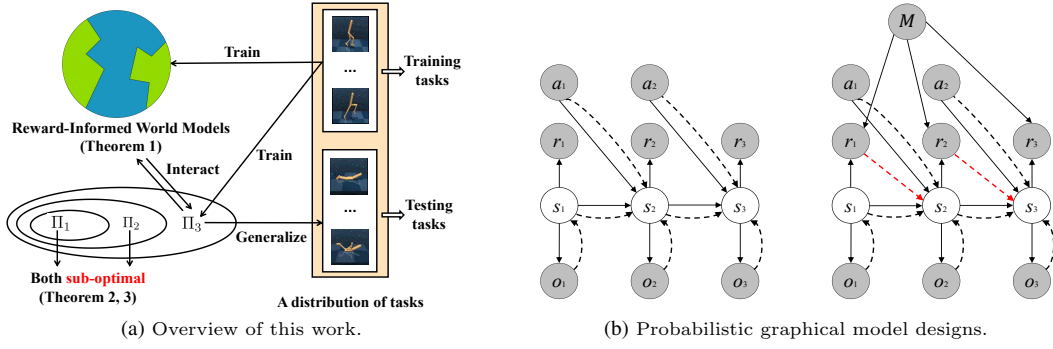 Train
...
Training
tasks
Reward-Informed World Models
(Theorem 1)
Interact
Train
Π1
Π2
Π3
Generalize
...
Testing
tasks
Both sub-optimal
(Theorem 2, 3)
A distribution of tasks
(a) Overview of this work.
a1
a2
r1
r2
r3
s1
s2
s3
o1
o2
o3
M
a1
a2
r1
r2
r3
s1
s2
s3
o1
o2
o3
(b) Probabilistic graphical model designs.